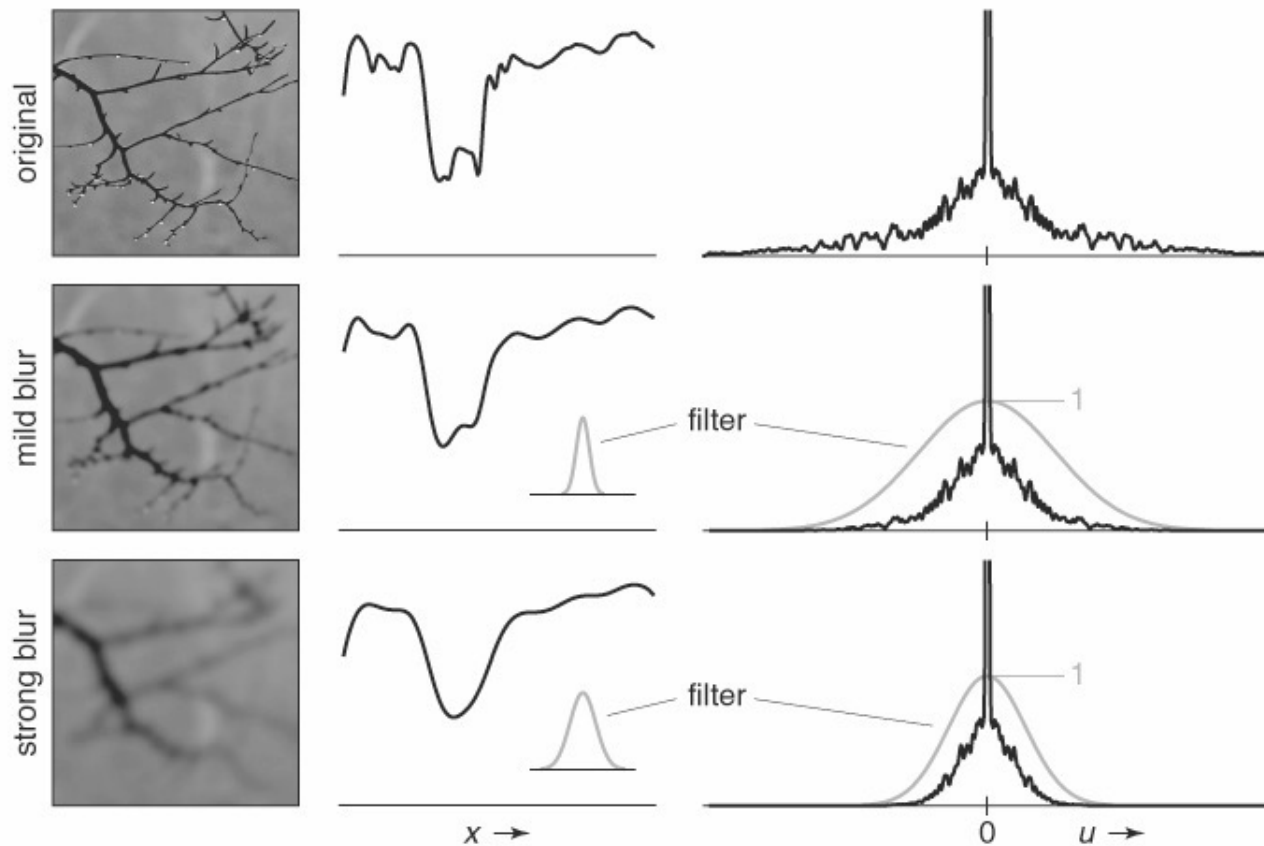 original
mild blur
filter
1
strong blur
filter
1
x →
0
u →